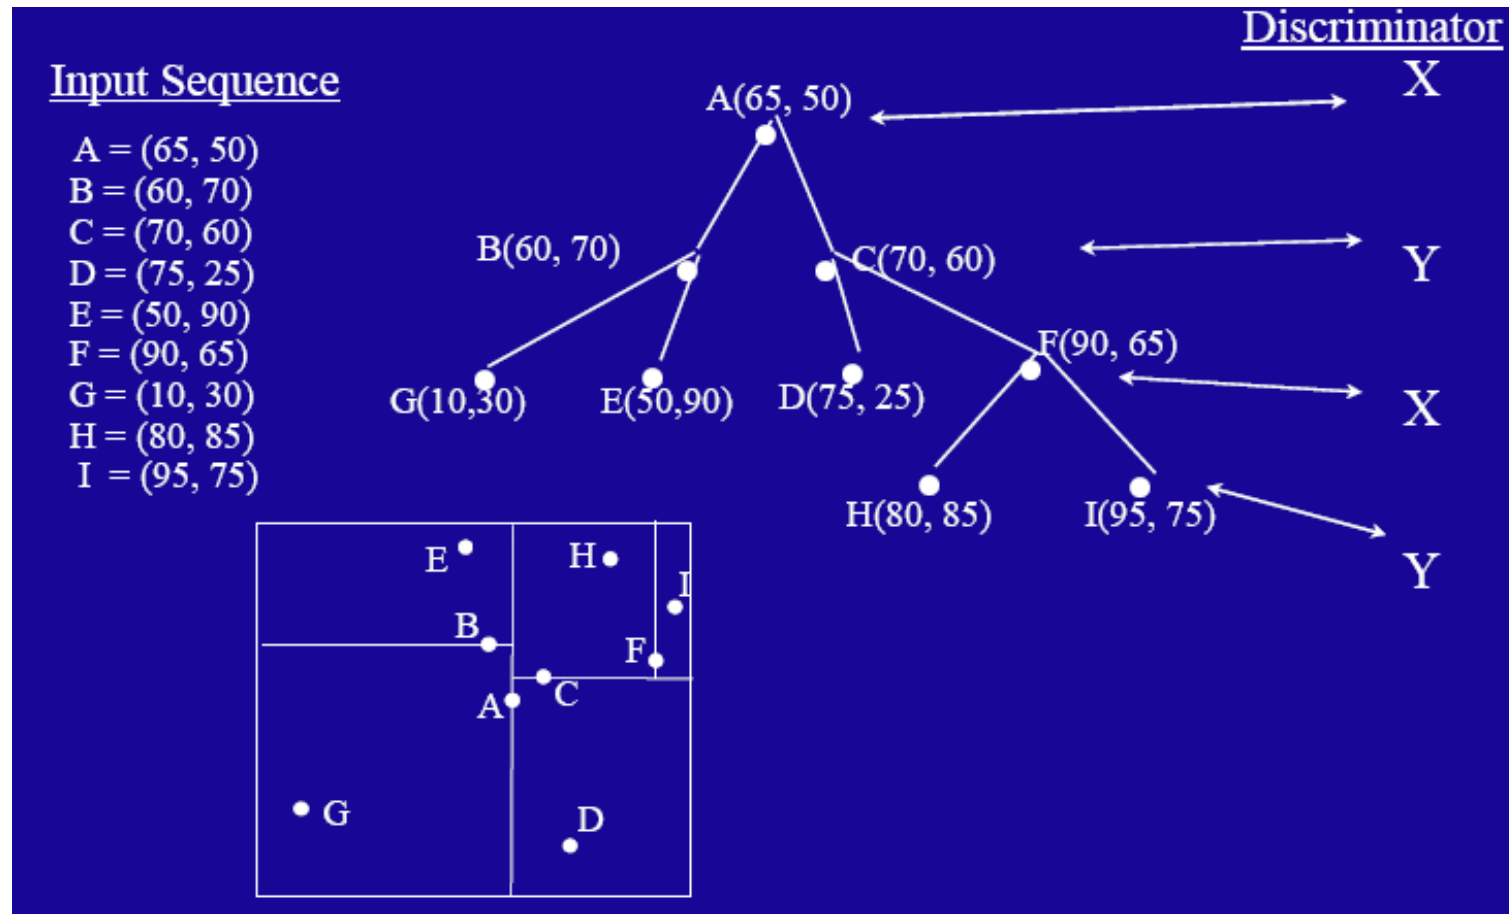 Discriminator
Input Sequence
A = (65, 50)
B = (60, 70)
C = (70, 60)
D = (75, 25)
E = (50, 90)
F = (90, 65)
G = (10, 30)
H = (80, 85)
I = (95, 75)
A(65, 50)
X
B(60, 70)
C(70, 60)
Y
G(10,30)
E(50,90)
D(75, 25)
F(90, 65)
X
H(80, 85)
I(95, 75)
Y
E
H
I
B
F
A
C
G
D